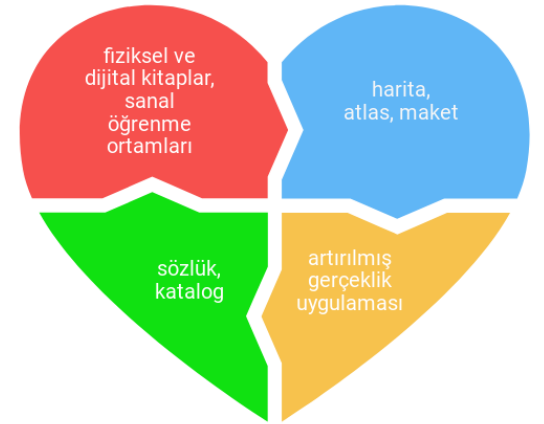 fiziksel ve
dijital kitaplar,
sanal
öğrenme
ortamları
harita,
atlas, maket
sözlük,
katalog
artırılmış
gerçeklik
uygulaması